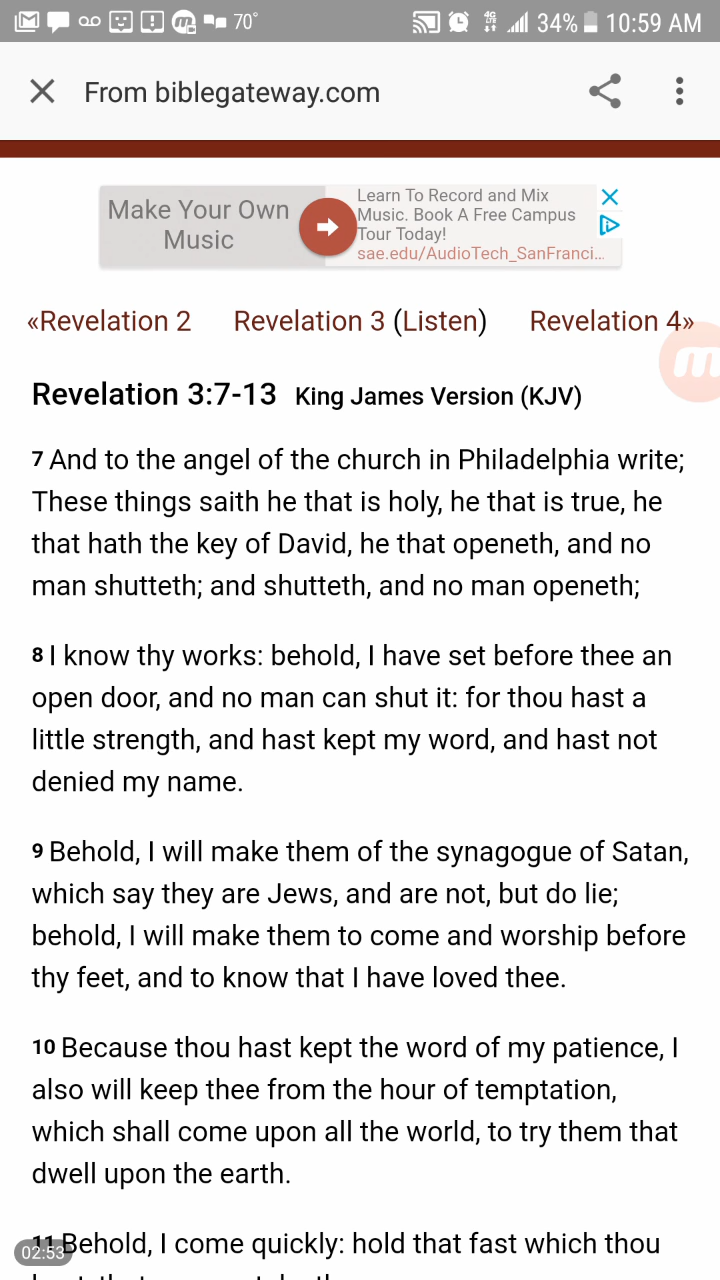 70°
4G
LTE
34%
10:59 AM
From biblegateway.com
Make Your Own
Music
Learn To Record and Mix
Music. Book A Free Campus
Tour Today!
sae.edu/AudioTech_SanFranci...
«Revelation 2 Revelation 3 (Listen) Revelation 4»
m
Revelation 3:7-13 King James Version (KJV)
7 And to the angel of the church in Philadelphia write;
These things saith he that is holy, he that is true, he
that hath the key of David, he that openeth, and no
man shutteth; and shutteth, and no man openeth;
8 I know thy works: behold, I have set before thee an
open door, and no man can shut it: for thou hast a
little strength, and hast kept my word, and hast not
denied my name.
9 Behold, I will make them of the synagogue of Satan,
which say they are Jews, and are not, but do lie;
behold, I will make them to come and worship before
thy feet, and to know that I have loved thee.
10 Because thou hast kept the word of my patience, I
also will keep thee from the hour of temptation,
which shall come upon all the world, to try them that
dwell upon the earth.
11 Behold, I come quickly: hold that fast which thou
02:53